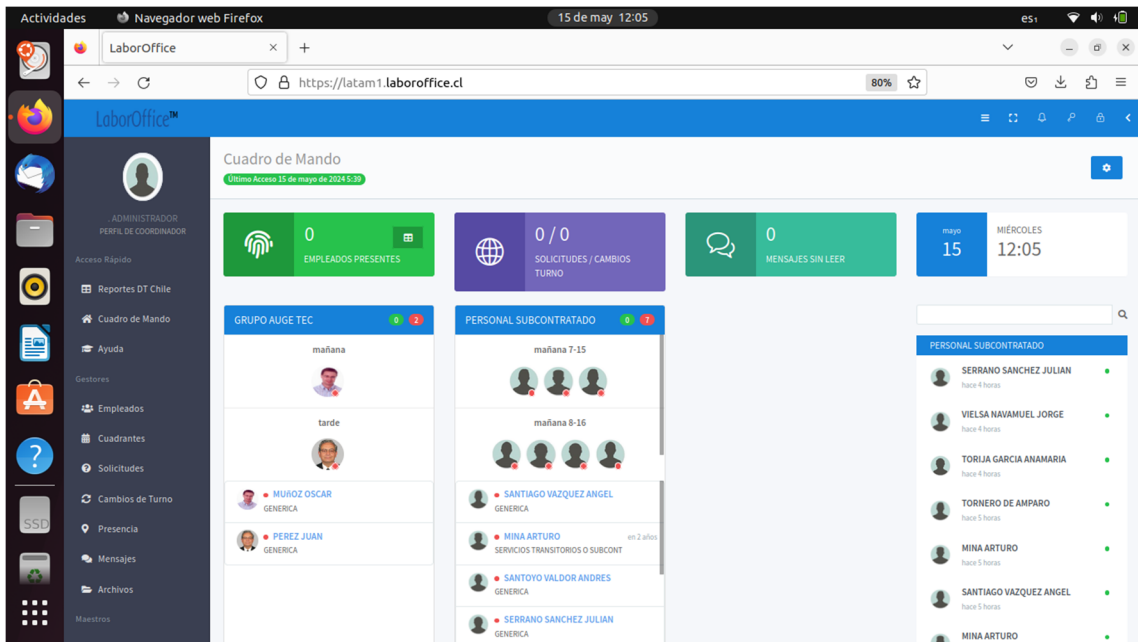 Actividades
Navegador web Firefox
15 de may 12:05
es₁
LaborOffice
https://latam1.laboroffice.cl
80%
LaborOffice™
. ADMINISTRADOR
PERFIL DE COORDINADOR
Acceso Rápido
Reportes DT Chile
Cuadro de Mando
Ayuda
Gestores
Empleados
Cuadrantes
Solicitudes
Cambios de Turno
Presencia
Mensajes
Archivos
Maestros
SSD
Cuadro de Mando
Último Acceso 15 de mayo de 2024 5:39
0
EMPLEADOS PRESENTES
0 / 0
SOLICITUDES / CAMBIOS
TURNO
0
MENSAJES SIN LEER
mayo
15
MIÉRCOLES
12:05
GRUPO AUGE TEC 0 2
mañana
tarde
MUñOZ OSCAR
GENERICA
PEREZ JUAN
GENERICA
PERSONAL SUBCONTRATADO 0 7
mañana 7-15
mañana 8-16
SANTIAGO VAZQUEZ ANGEL
GENERICA
MINA ARTURO en 2 años
SERVICIOS TRANSITORIOS O SUBCONT
SANTOYO VALDOR ANDRES
GENERICA
SERRANO SANCHEZ JULIAN
GENERICA
PERSONAL SUBCONTRATADO
SERRANO SANCHEZ JULIAN
hace 4 horas
VIELSA NAVAMUEL JORGE
hace 4 horas
TORIJA GARCIA ANAMARIA
hace 4 horas
TORNERO DE AMPARO
hace 5 horas
MINA ARTURO
hace 5 horas
SANTIAGO VAZQUEZ ANGEL
hace 5 horas
MINA ARTURO